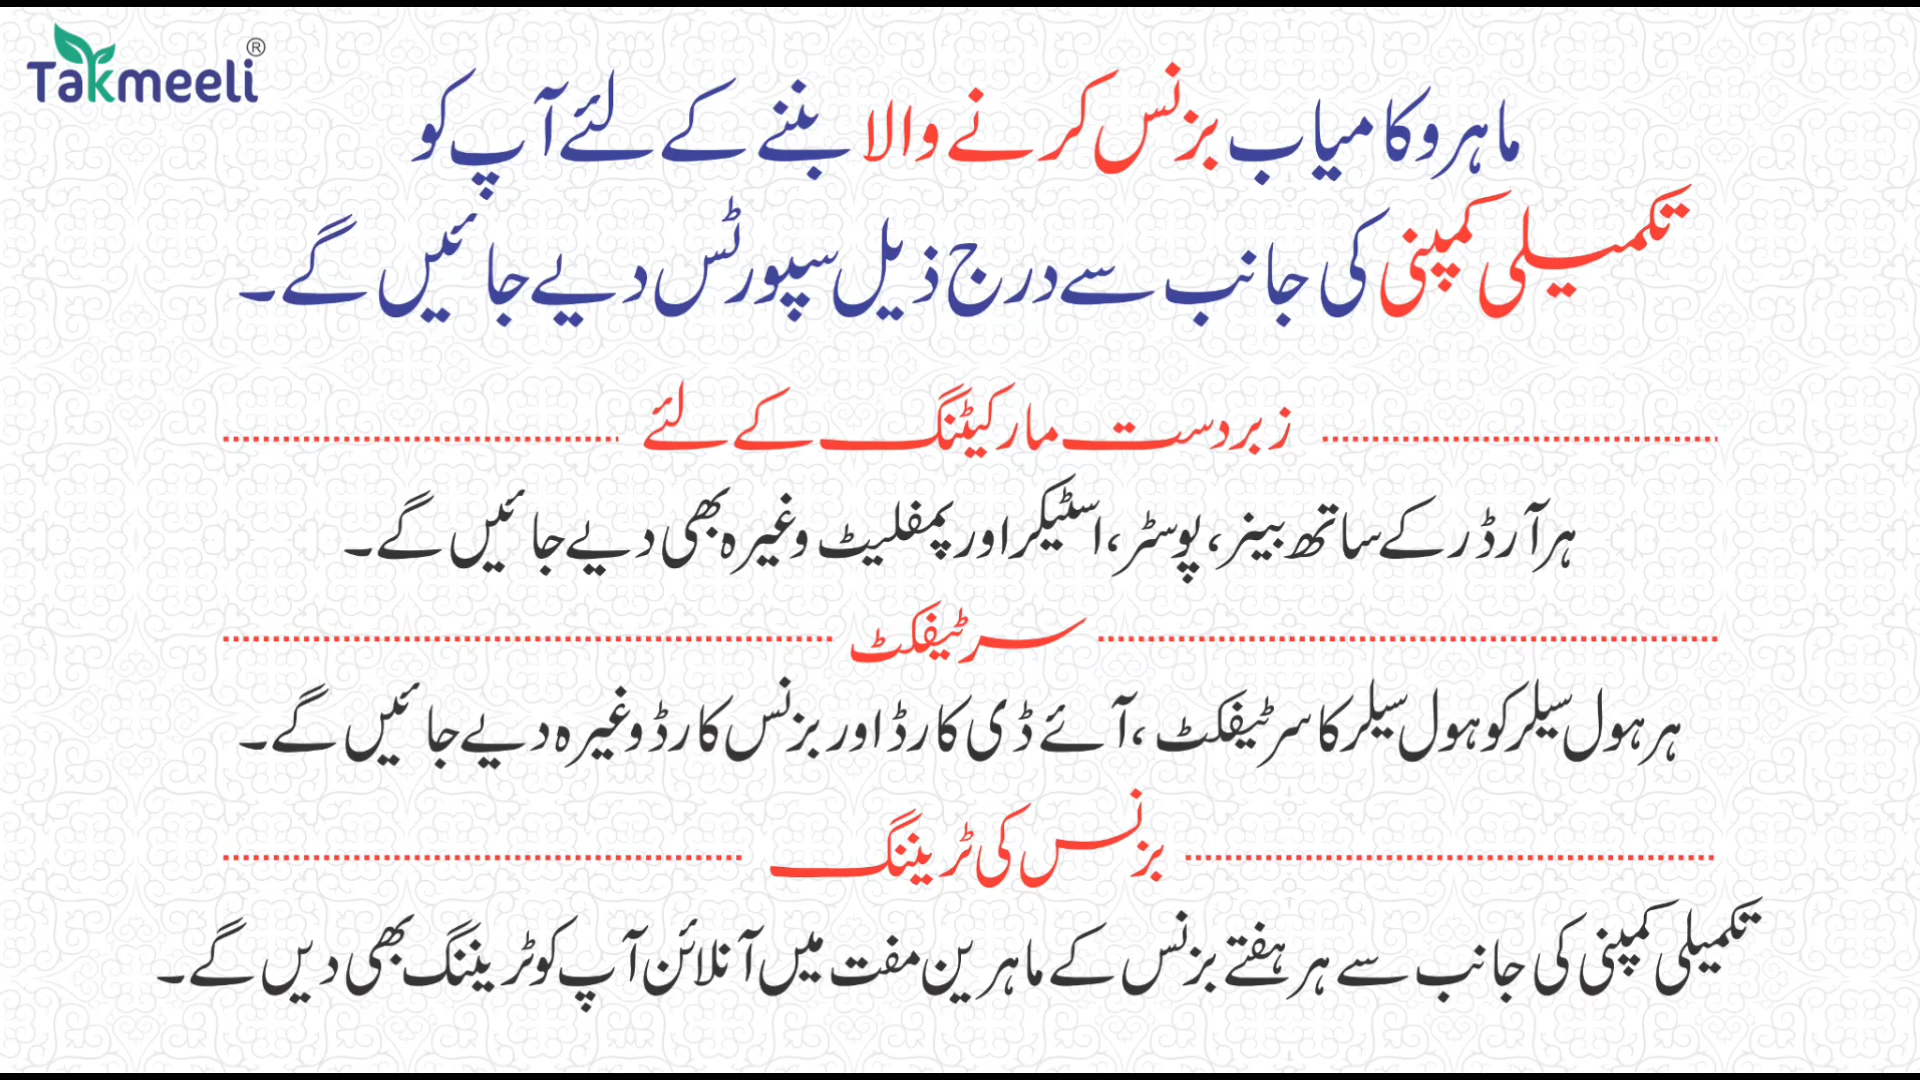 Takmeeli®
ماہر و کامیاب بزنس کرنے والا بننے کے لئے آپ کو
تکمیلی کمپنی کی جانب سے درج ذیل سپورٹس دیے جائیں گے۔
زبردست مارکیٹنگ کے لئے
ہر آرڈر کے ساتھ بینر، پوسٹر، اسٹیکر اور پمفلیٹ وغیرہ بھی دیے جائیں گے۔
سرٹیفکٹ
ہر ہول سیلر کو ہول سیلر کا سرٹیفکٹ، آئے ڈی کارڈ اور بزنس کارڈ وغیرہ دیے جائیں گے۔
بزنس کی ٹریننگ
تکمیلی کمپنی کی جانب سے ہر ہفتے بزنس کے ماہرین مفت میں آنلائن آپ کو ٹریننگ بھی دیں گے۔